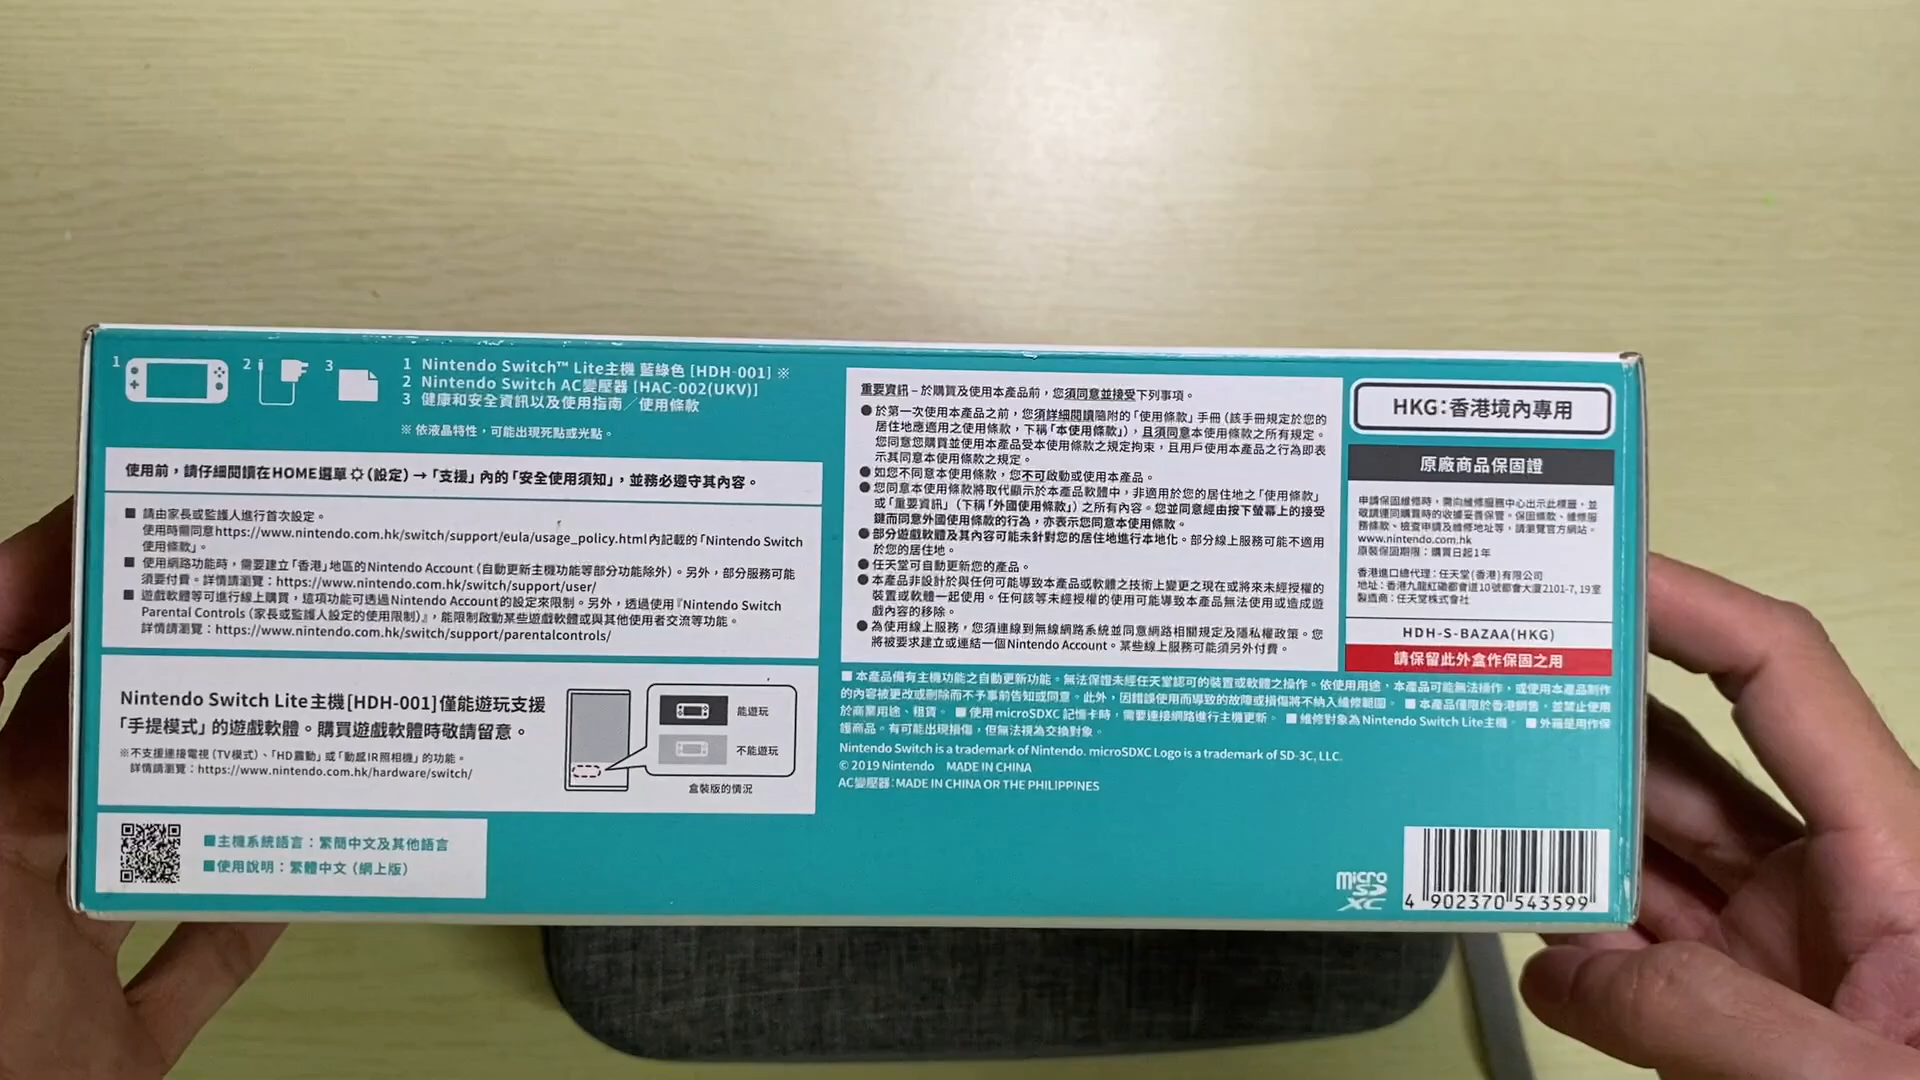 1
2
3
1 Nintendo Switch™ Lite主機 藍綠色 [HDH-001] ※
2 Nintendo Switch AC變壓器 [HAC-002(UKV)]
3 健康和安全資訊以及使用指南／使用條款
※ 依液晶特性，可能出現死點或光點。
使用前，請仔細閱讀在HOME選單 (設定) → 「支援」內的「安全使用須知」，並務必遵守其內容。
■ 請由家長或監護人進行首次設定。
使用時需同意https://www.nintendo.com.hk/switch/support/eula/usage_policy.html內記載的「Nintendo Switch
使用條款」。
■ 使用網路功能時，需要建立「香港」地區的Nintendo Account (自動更新主機功能等部分功能除外)。另外，部分服務可能
須要付費。詳情請瀏覽：https://www.nintendo.com.hk/switch/support/user/
■ 遊戲軟體等可進行線上購買，這項功能可透過Nintendo Account的設定來限制。另外，透過使用『Nintendo Switch
Parental Controls (家長或監護人設定的使用限制)』，能限制啟動某些遊戲軟體或與其他使用者交流等功能。
詳情請瀏覽：https://www.nintendo.com.hk/switch/support/parentalcontrols/
Nintendo Switch Lite主機[HDH-001]僅能遊玩支援
「手提模式」的遊戲軟體。購買遊戲軟體時敬請留意。
※不支援連接電視 (TV模式)、「HD震動」或「動感IR照相機」的功能。
詳情請瀏覽：https://www.nintendo.com.hk/hardware/switch/
能遊玩
不能遊玩
盒裝版的情況
■主機系統語言：繁簡中文及其他語言
■使用說明：繁體中文 (網上版)
重要資訊 – 於購買及使用本產品前，您須同意並接受下列事項。
● 於第一次使用本產品之前，您須詳細閱讀隨附的「使用條款」手冊 (該手冊規定於您的
居住地應適用之使用條款，下稱「本使用條款」)，且須同意本使用條款之所有規定。
您同意您購買並使用本產品受本使用條款之規定拘束，且用戶使用本產品之行為即表
示其同意本使用條款之規定。
● 如您不同意本使用條款，您不可啟動或使用本產品。
● 您同意本使用條款將取代顯示於本產品軟體中，非適用於您的居住地之「使用條款」
或「重要資訊」(下稱「外國使用條款」) 之所有內容。您並同意經由按下螢幕上的接受
鍵而同意外國使用條款的行為，亦表示您同意本使用條款。
● 部分遊戲軟體及其內容可能未針對您的居住地進行本地化。部分線上服務可能不適用
於您的居住地。
● 任天堂可自動更新您的產品。
● 本產品非設計於與任何可能導致本產品或軟體之技術上變更之現在或將來未經授權的
裝置或軟體一起使用。任何該等未經授權的使用可能導致本產品無法使用或造成遊
戲內容的移除。
● 為使用線上服務，您須連線到無線網路系統並同意網路相關規定及隱私權政策。您
將被要求建立或連結一個Nintendo Account。某些線上服務可能須另外付費。
■ 本產品備有主機功能之自動更新功能。無法保證未經任天堂認可的裝置或軟體之操作。依使用用途，本產品可能無法操作，或使用本產品制作
的內容被更改或刪除而不予事前告知或同意。此外，因錯誤使用而導致的故障或損傷將不納入維修範圍。 ■ 本產品僅限於香港銷售，並禁止使用
於商業用途、租賃。 ■ 使用microSDXC 記憶卡時，需要連接網路進行主機更新。 ■ 維修對象為Nintendo Switch Lite主機。 ■ 外箱是用作保
護商品。有可能出現損傷，但無法視為交換對象。
Nintendo Switch is a trademark of Nintendo. microSDXC Logo is a trademark of SD-3C, LLC.
© 2019 Nintendo MADE IN CHINA
AC變壓器：MADE IN CHINA OR THE PHILIPPINES
HKG：香港境內專用
原廠商品保固證
申請保固維修時，需向維修服務中心出示此標籤，並
敬請連同購買時的收據妥善保管。保固條款、維修服
務條款、檢查申請及維修地址等，請瀏覽官方網站。
www.nintendo.com.hk
原裝保固期限：購買日起1年
香港進口總代理：任天堂(香港)有限公司
地址：香港九龍紅磡都會道10號都會大廈2101-7, 19室
製造商：任天堂株式會社
HDH-S-BAZAA(HKG)
請保留此外盒作保固之用
micro
SD
XC
4 902370 543599